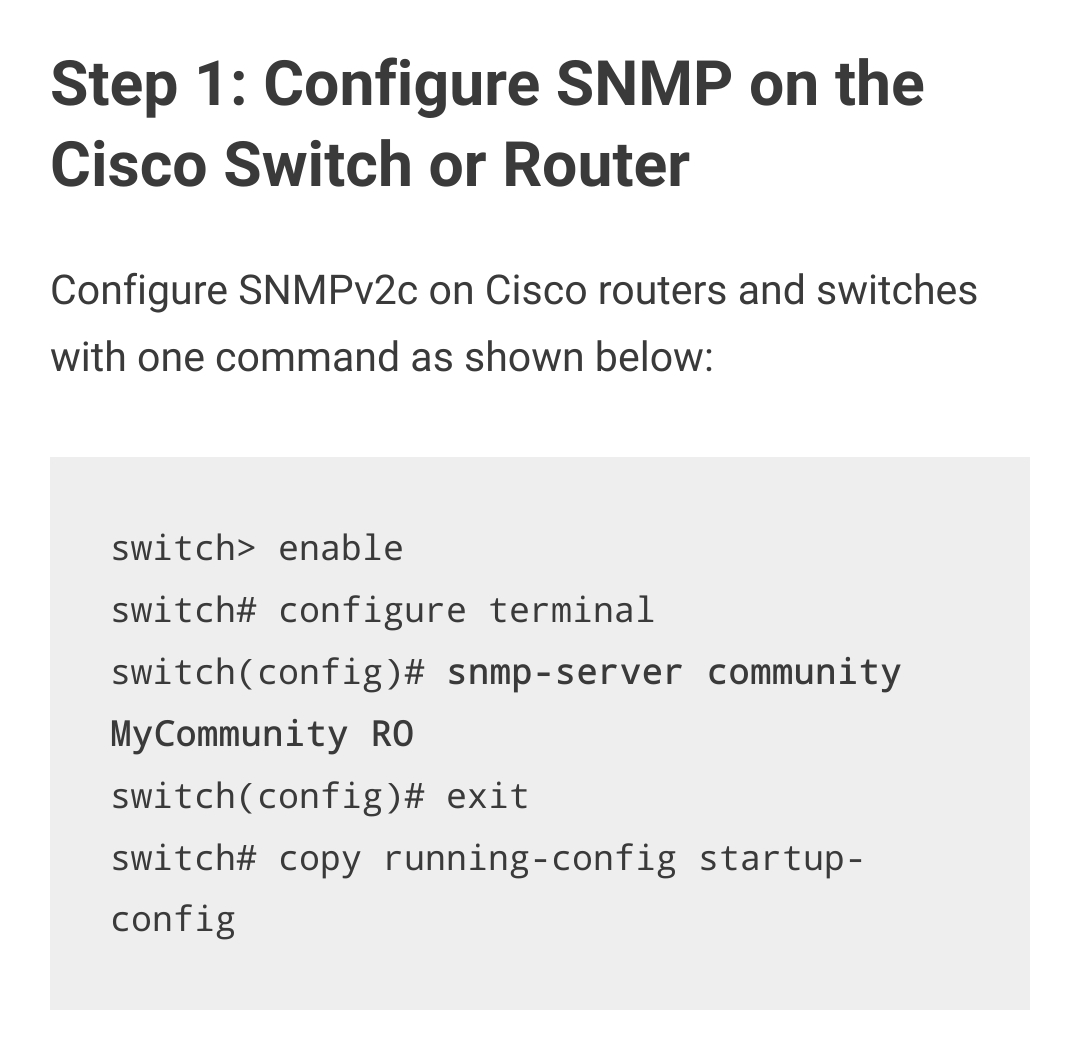 Step 1: Configure SNMP on the
Cisco Switch or Router
Configure SNMPv2c on Cisco routers and switches
with one command as shown below:
switch> enable
switch# configure terminal
switch(config)# snmp-server community
MyCommunity RO
switch(config)# exit
switch# copy running-config startup-
config